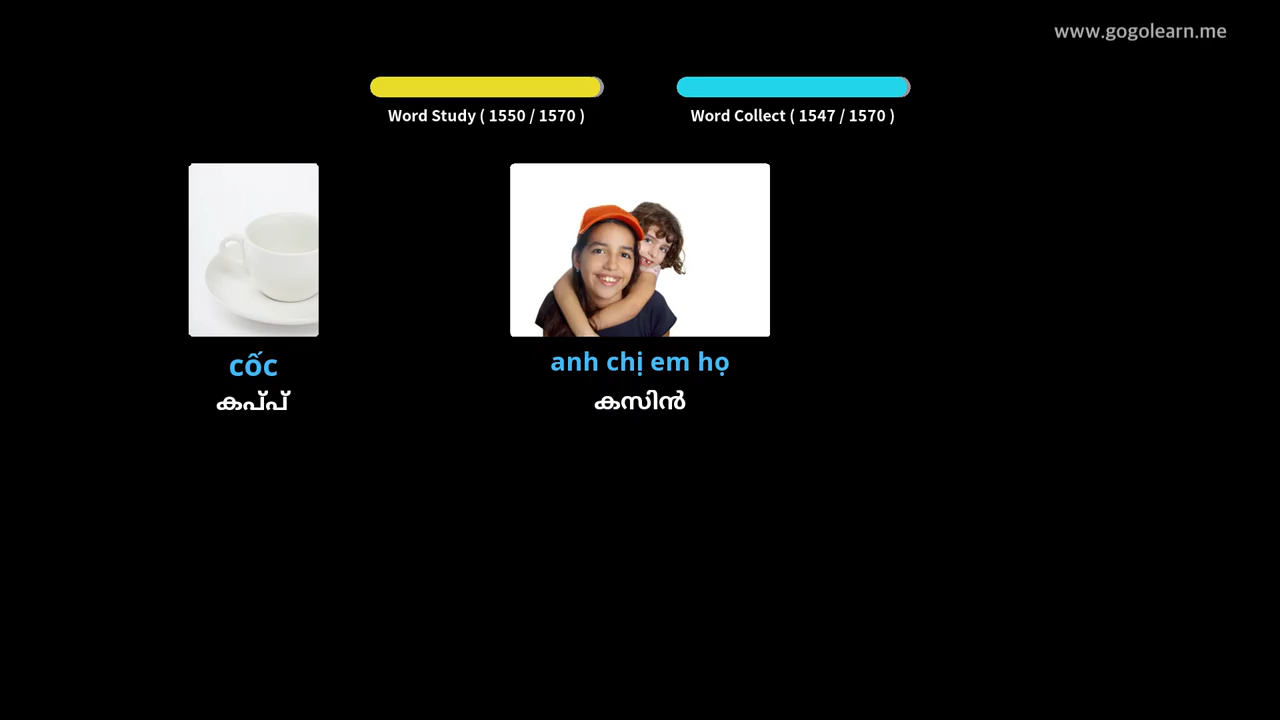 www.gogolearn.me
Word Study ( 1550 / 1570 )
Word Collect ( 1547 / 1570 )
cốc
കപ്പ്
anh chị em họ
കസിൻ